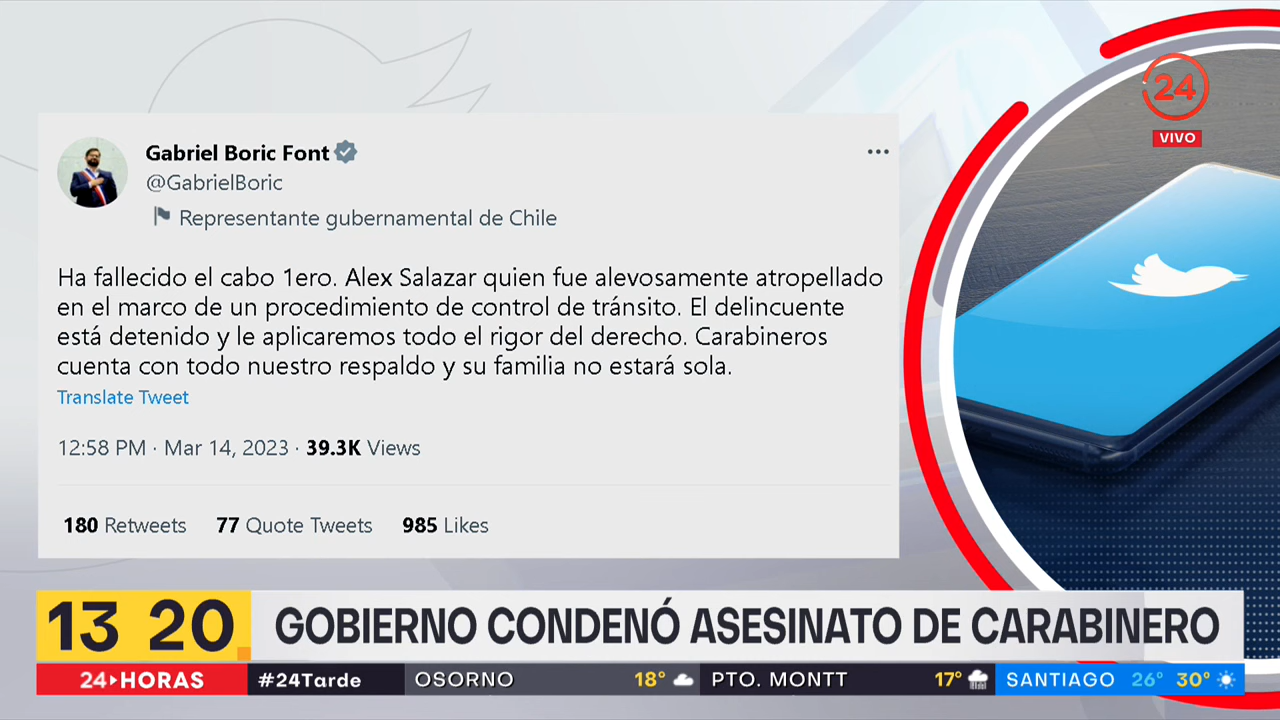 24
VIVO
Gabriel Boric Font
@GabrielBoric
Representante gubernamental de Chile
Ha fallecido el cabo 1ero. Alex Salazar quien fue alevosamente atropellado
en el marco de un procedimiento de control de tránsito. El delincuente
está detenido y le aplicaremos todo el rigor del derecho. Carabineros
cuenta con todo nuestro respaldo y su familia no estará sola.
Translate Tweet
12:58 PM · Mar 14, 2023 · 39.3K Views
180 Retweets 77 Quote Tweets 985 Likes
13 20 GOBIERNO CONDENÓ ASESINATO DE CARABINERO
24 HORAS #24Tarde OSORNO 18° PTO. MONTT 17° SANTIAGO 26° 30°